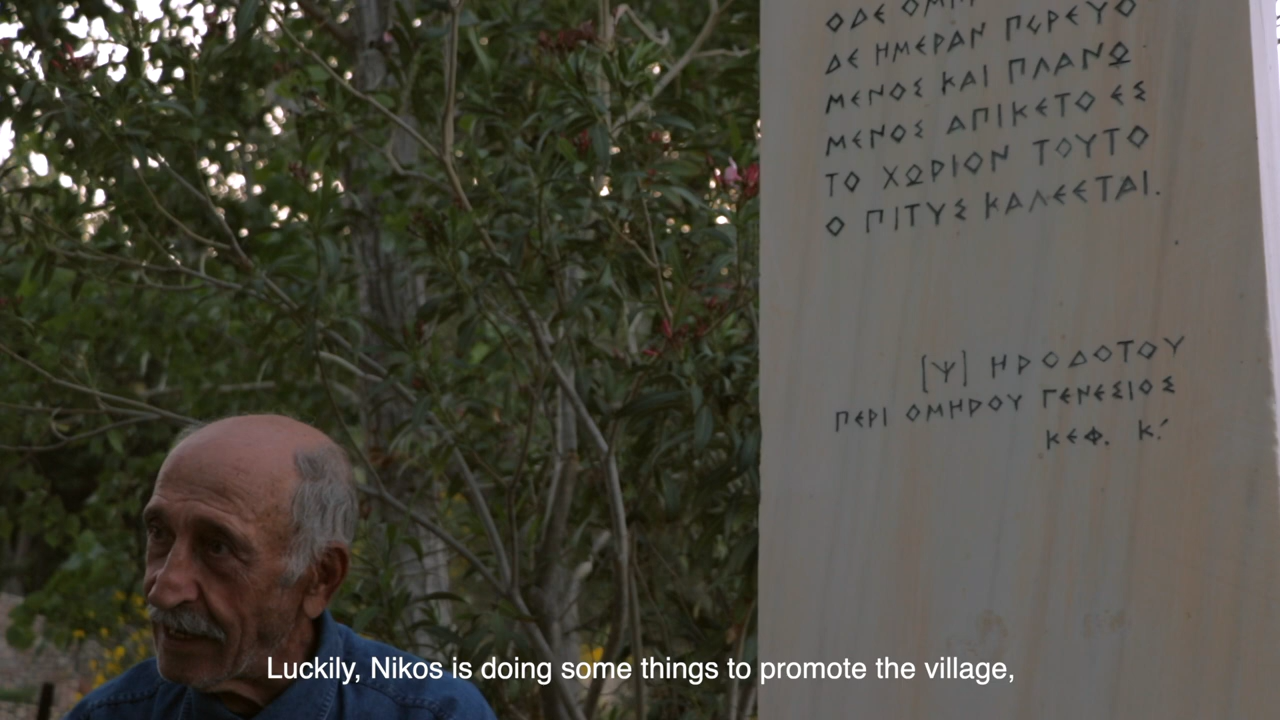 ΟΔΕ ΟΜΗ
ΔΕ ΗΜΕΡΑΝ ΠΟΡΕΥΟ
ΜΕΝΟΣ ΚΑΙ ΠΛΑΝΩ
ΜΕΝΟΣ ΑΠΙΚΕΤΟ ΕΣ
ΤΟ ΧΩΡΙΟΝ ΤΟΥΤΟ
Ο ΠΙΤΥΣ ΚΑΛΕΕΤΑΙ.
[Ψ] ΗΡΟΔΟΤΟΥ
ΠΕΡΙ ΟΜΗΡΟΥ ΓΕΝΕΣΙΟΣ
ΚΕΦ. Κ.΄
Luckily, Nikos is doing some things to promote the village,